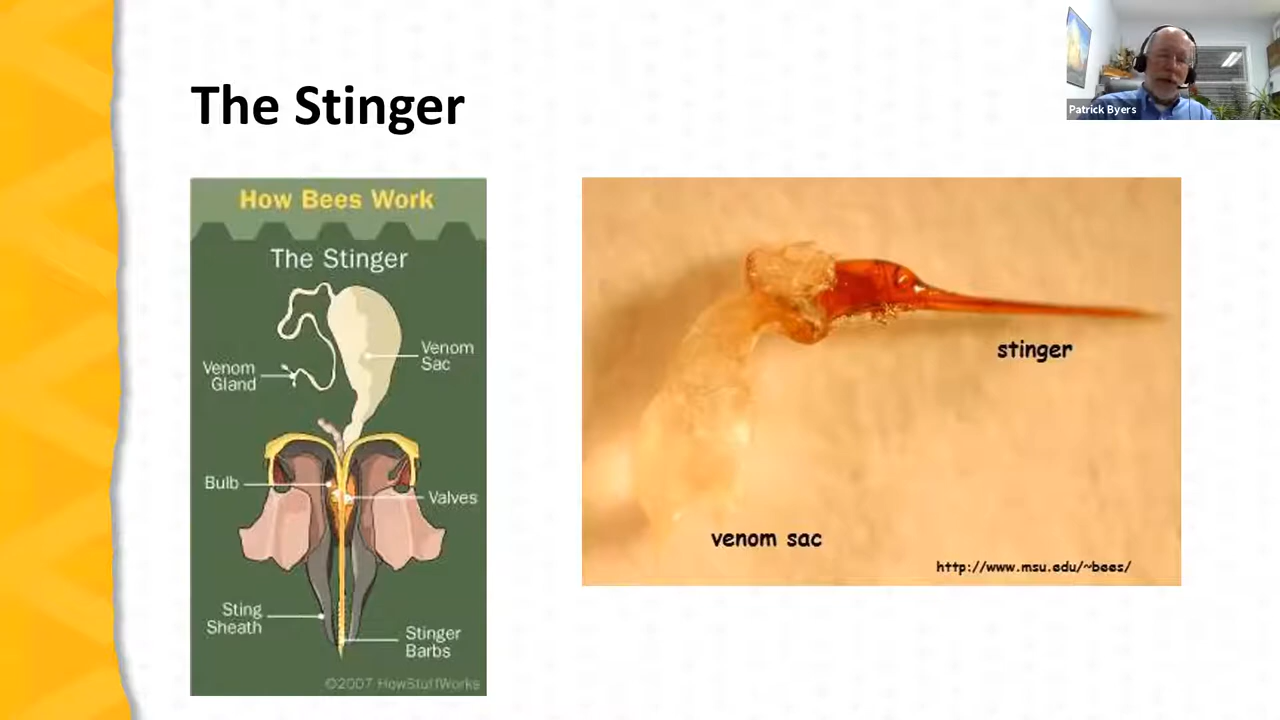 Patrick Byers
The Stinger
How Bees Work
The Stinger
Venom
Sac
Venom
Gland
Bulb
Valves
Sting
Sheath
Stinger
Barbs
©2007 HowStuffWorks
stinger
venom sac
http://www.msu.edu/~bees/